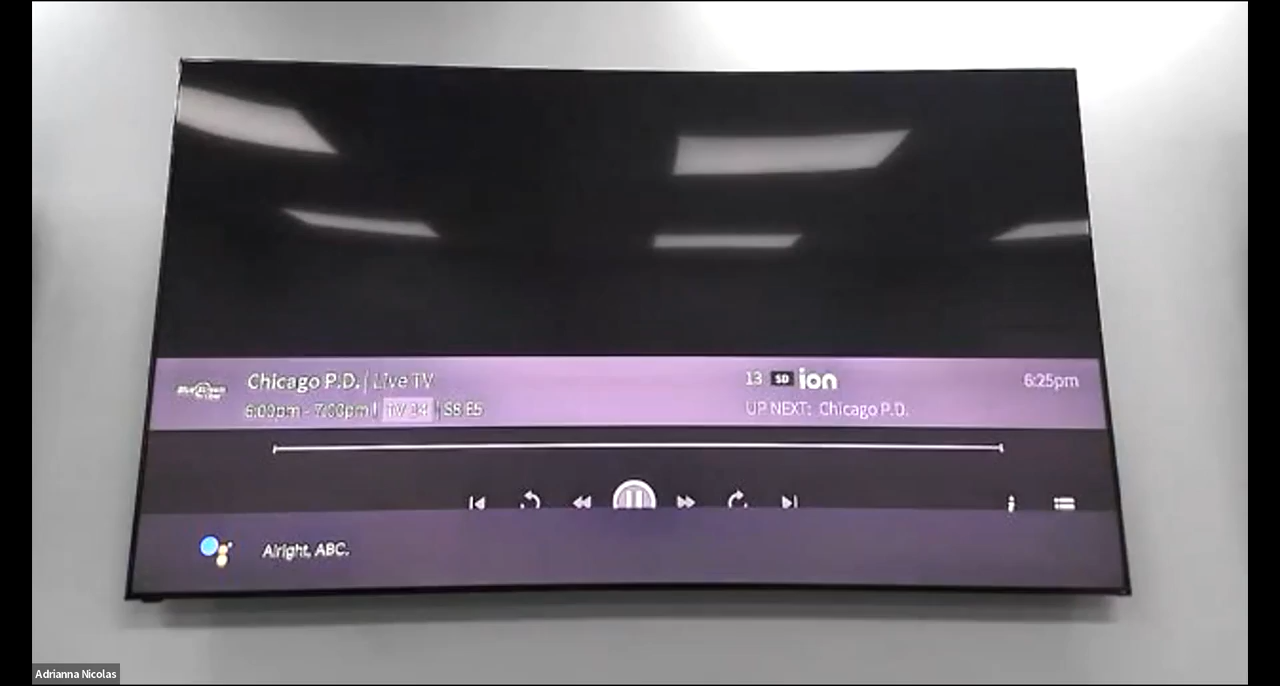 Chicago P.D. | Live TV
6:00pm - 7:00pm | TV 14 | S8 E5
13 SD ion
UP NEXT: Chicago P.D.
6:25pm
Alright, ABC.
Adrianna Nicolas